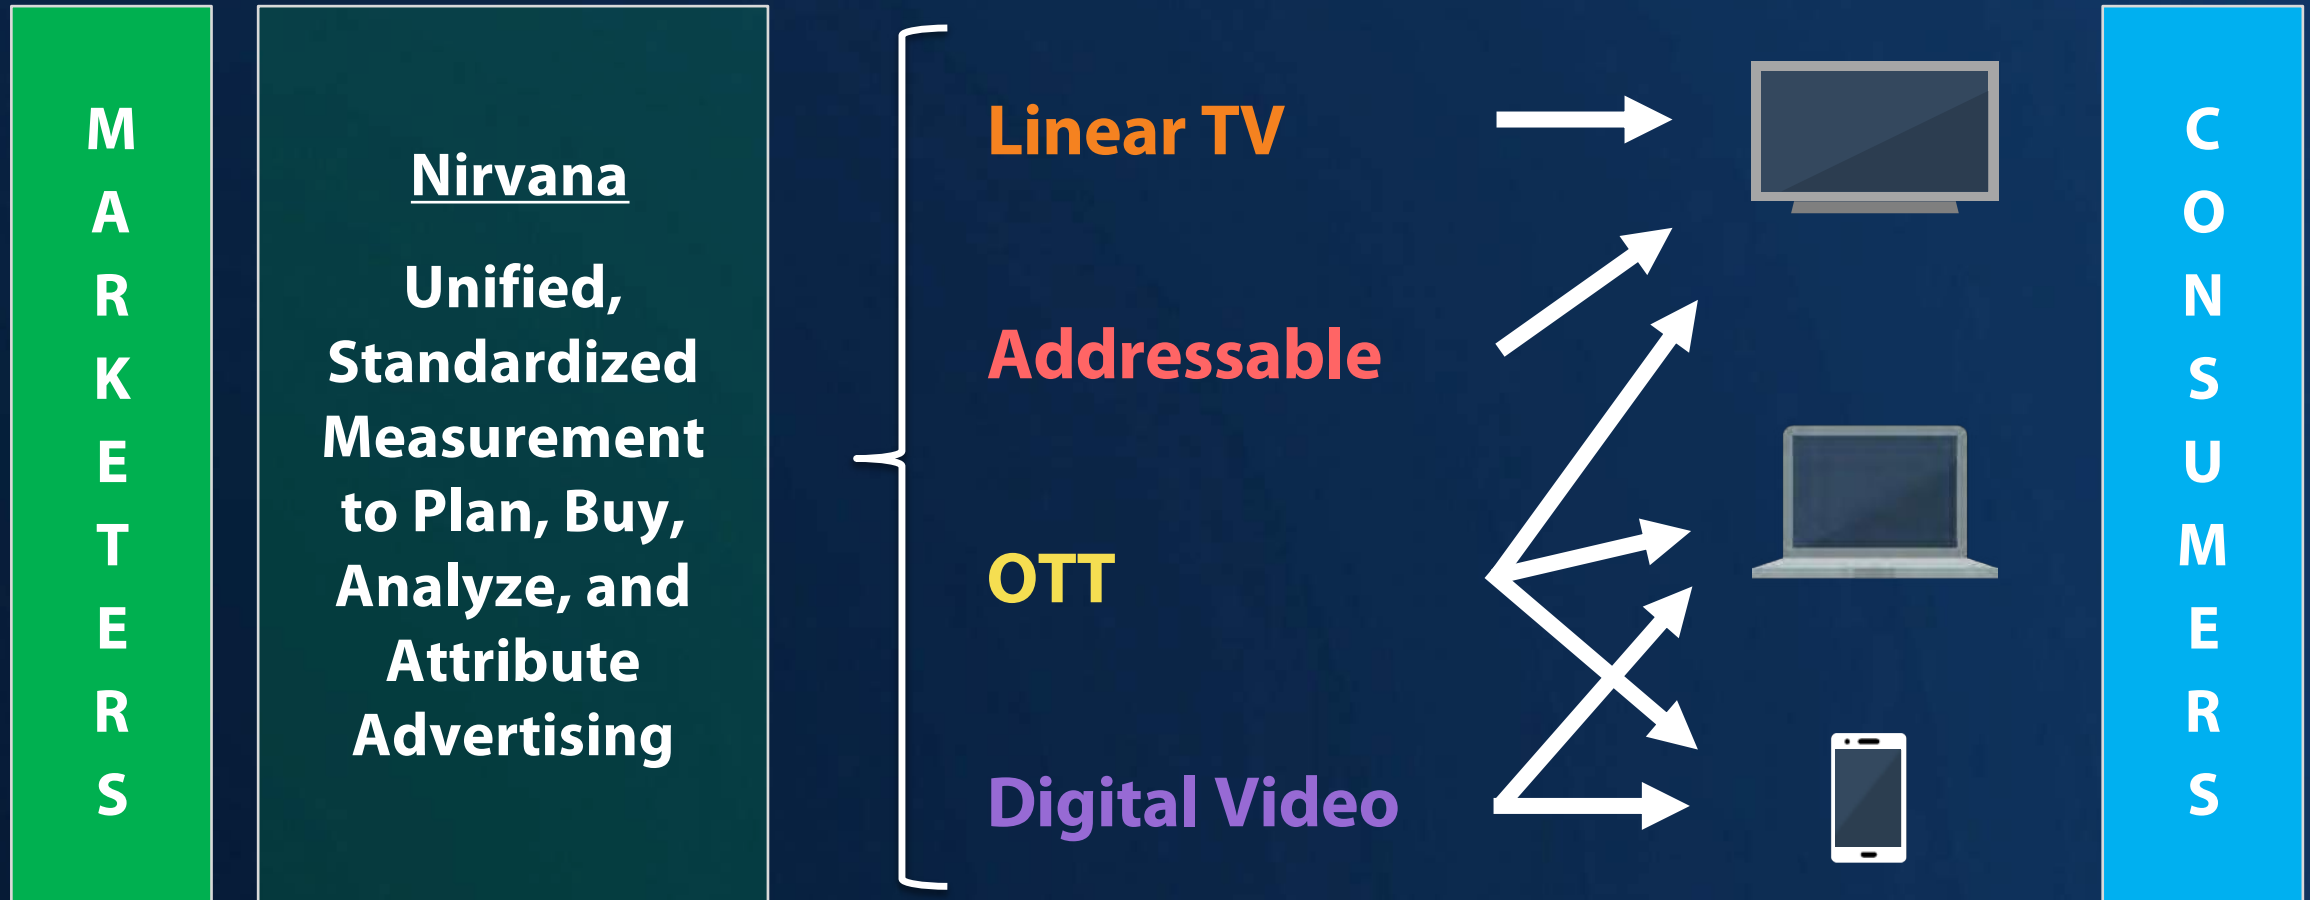 M
A
R
K
E
T
E
R
S
Nirvana
Unified,
Standardized
Measurement
to Plan, Buy,
Analyze, and
Attribute
Advertising
Linear TV
Addressable
OTT
Digital Video
C
O
N
S
U
M
E
R
S